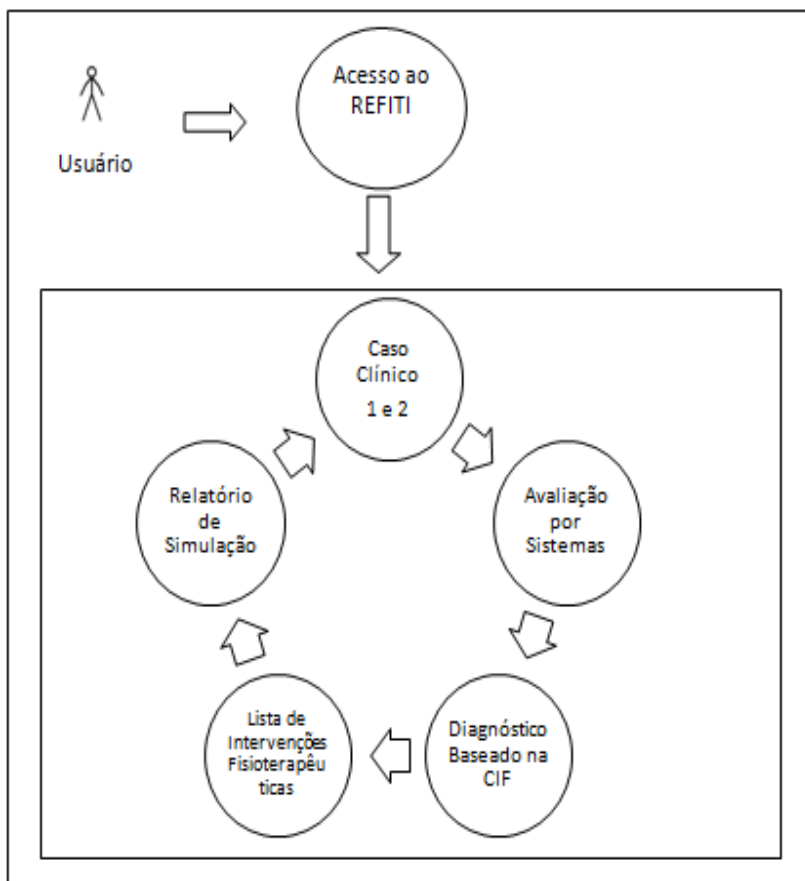 Acesso ao
REFITI
Usuário
Caso
Clínico
1 e 2
Avaliação
por
Sistemas
Diagnóstico
Baseado na
CIF
Lista de
Intervenções
Fisioterapêu
ticas
Relatório
de
Simulação